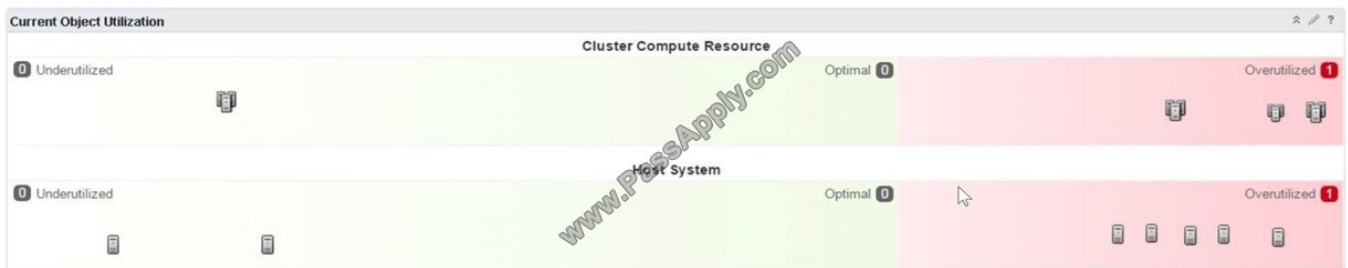 Current Object Utilization ?
Cluster Compute Resource
0 Underutilized Optimal 0 Overutilized 1
www.PassApply.com
Host System
0 Underutilized Optimal 0 Overutilized 1